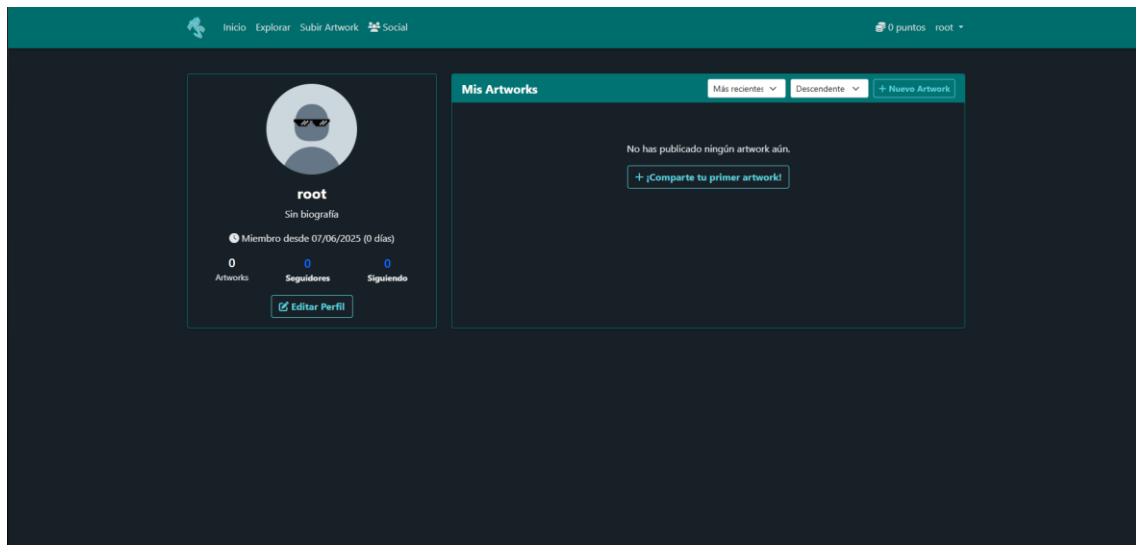 Inicio Explorar Subir Artwork Social 0 puntos root
root
Sin biografía
Miembro desde 07/06/2025 (0 días)
0 0 0
Artworks Seguidores Siguiendo
Editar Perfil
Mis Artworks Más recientes Descendente + Nuevo Artwork
No has publicado ningún artwork aún.
+ ¡Comparte tu primer artwork!